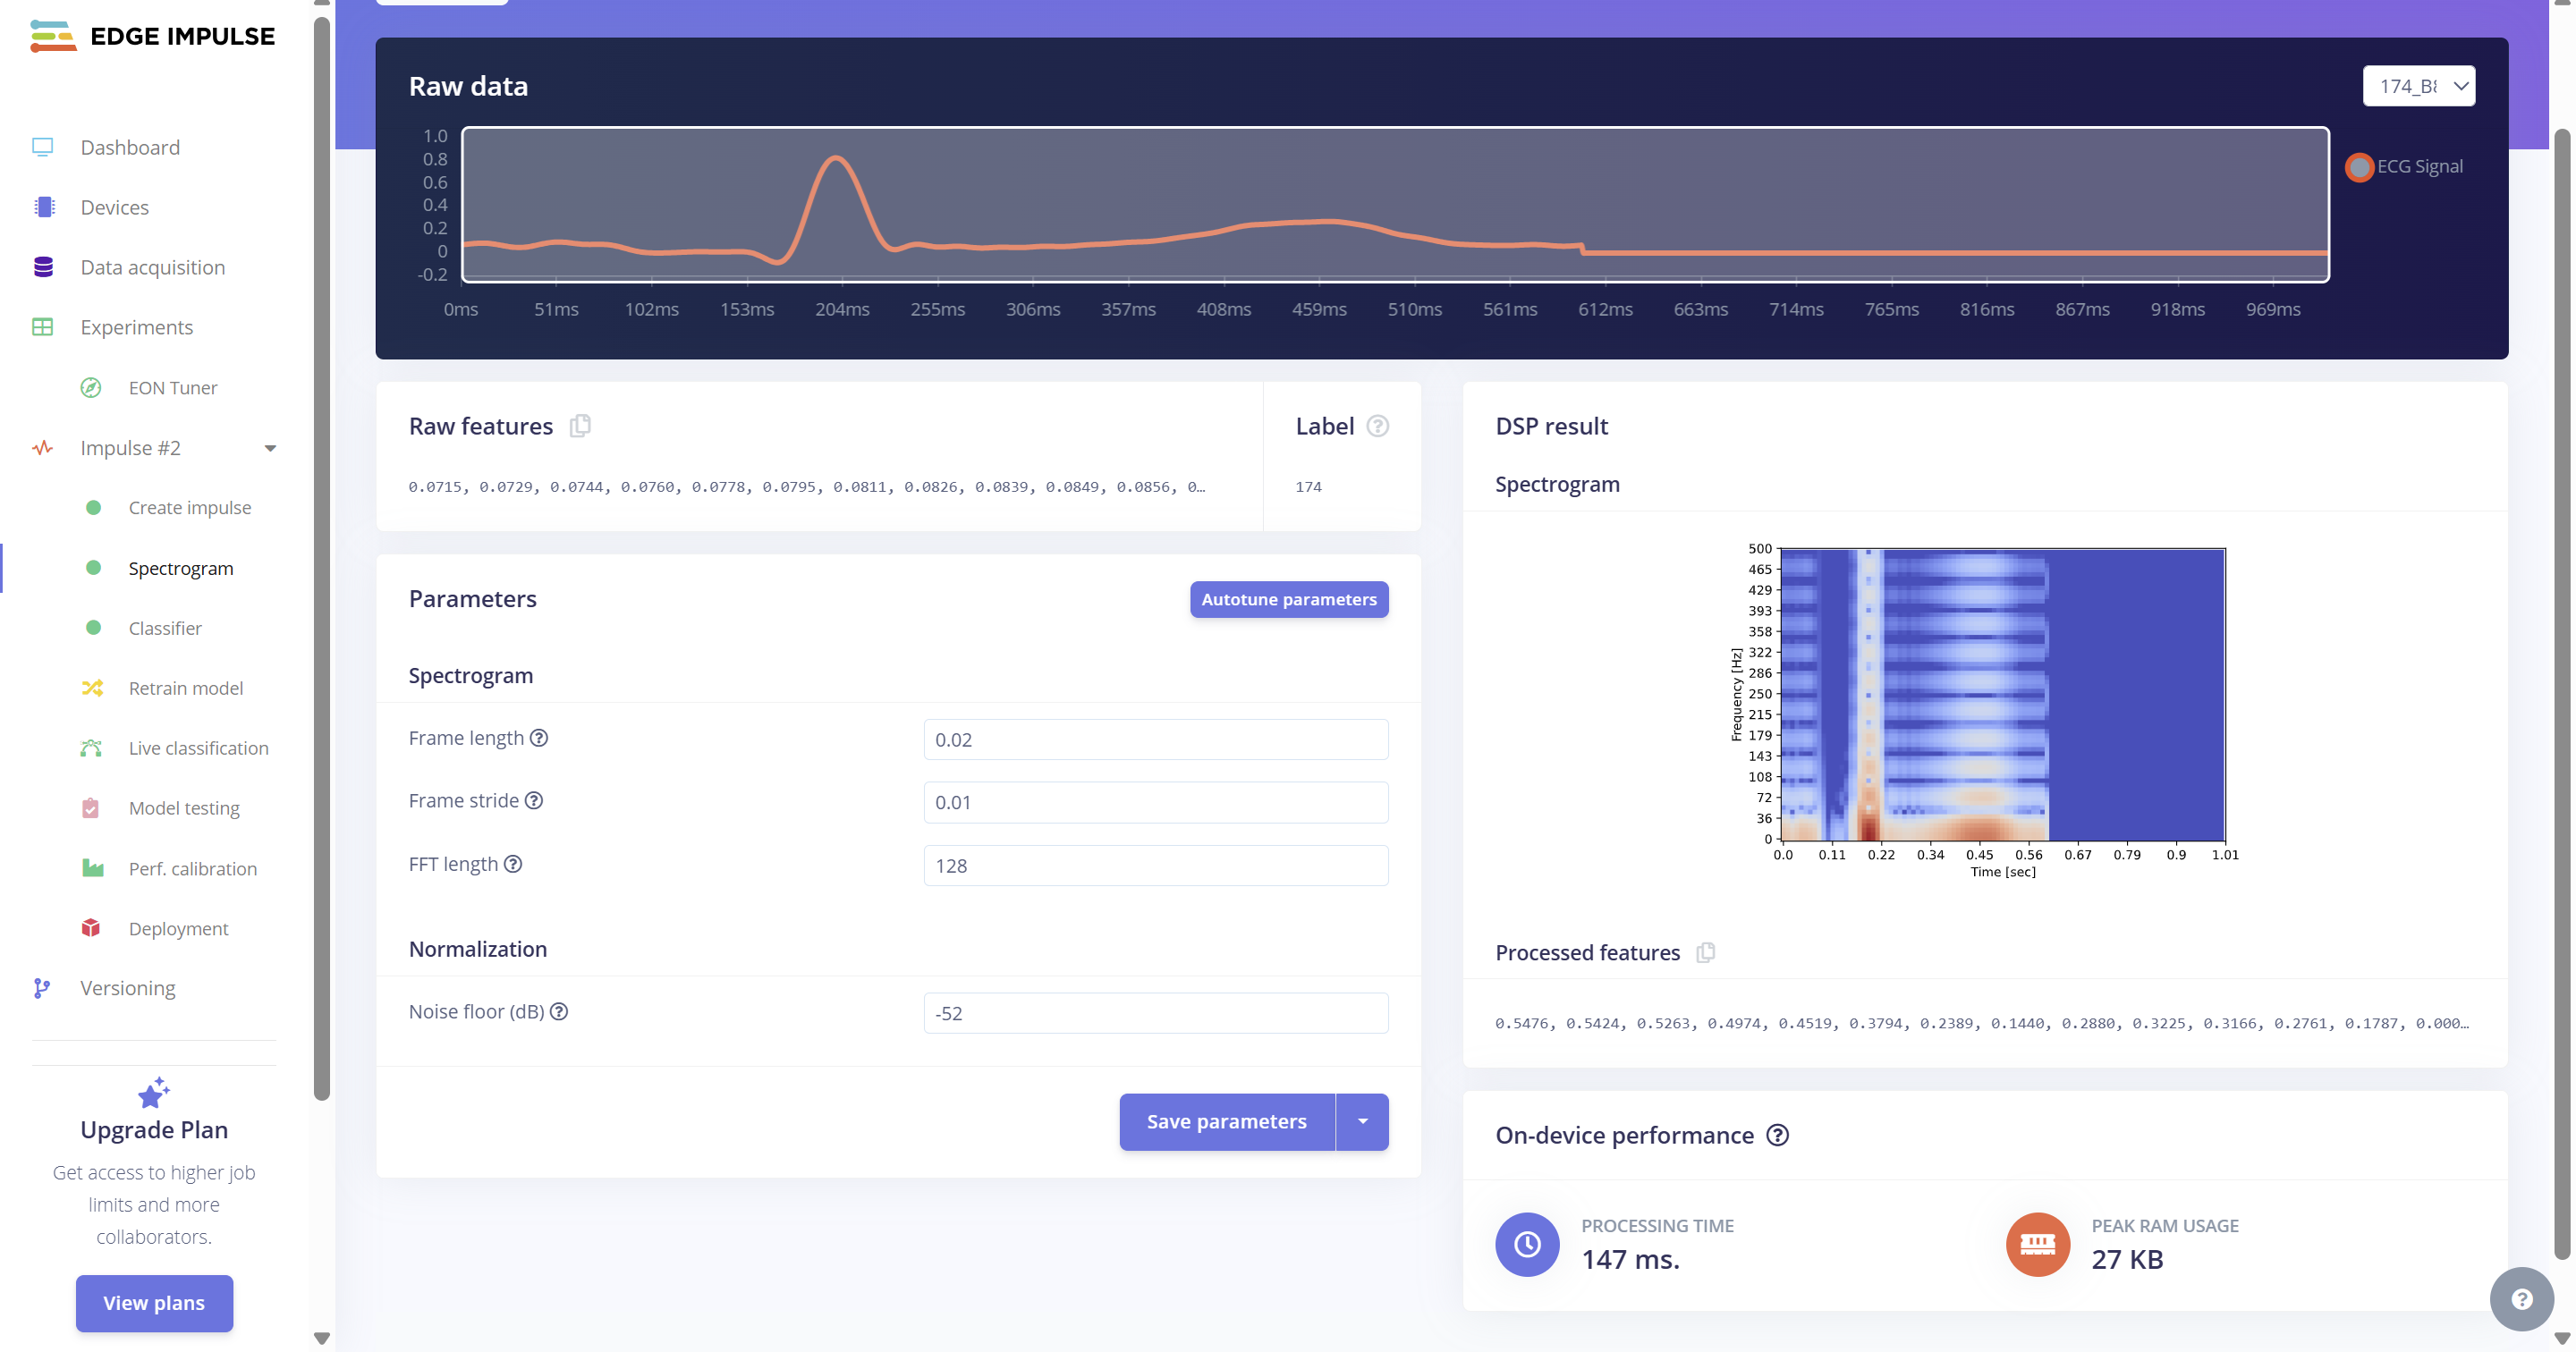 EDGE IMPULSE
Dashboard
Devices
Data acquisition
Experiments
EON Tuner
Impulse #2
Create impulse
Spectrogram
Classifier
Retrain model
Live classification
Model testing
Perf. calibration
Deployment
Versioning
Upgrade Plan
Get access to higher job
limits and more
collaborators.
View plans
Raw data
1.0
0.8
0.6
0.4
0.2
0
-0.2
0ms 51ms 102ms 153ms 204ms 255ms 306ms 357ms 408ms 459ms 510ms 561ms 612ms 663ms 714ms 765ms 816ms 867ms 918ms 969ms
ECG Signal
Raw features
0.0715, 0.0729, 0.0744, 0.0760, 0.0778, 0.0795, 0.0811, 0.0826, 0.0839, 0.0849, 0.0856, 0…
Label
174
Parameters
Autotune parameters
Spectrogram
Frame length
0.02
Frame stride
0.01
FFT length
128
Normalization
Noise floor (dB)
-52
Save parameters
DSP result
Spectrogram
500
465
429
393
358
322
286
250
215
179
143
108
72
36
0
Frequency [Hz]
0.0 0.11 0.22 0.34 0.45 0.56 0.67 0.79 0.9 1.01
Time [sec]
Processed features
0.5476, 0.5424, 0.5263, 0.4974, 0.4519, 0.3794, 0.2389, 0.1440, 0.2880, 0.3225, 0.3166, 0.2761, 0.1787, 0.000…
On-device performance
PROCESSING TIME
147 ms.
PEAK RAM USAGE
27 KB